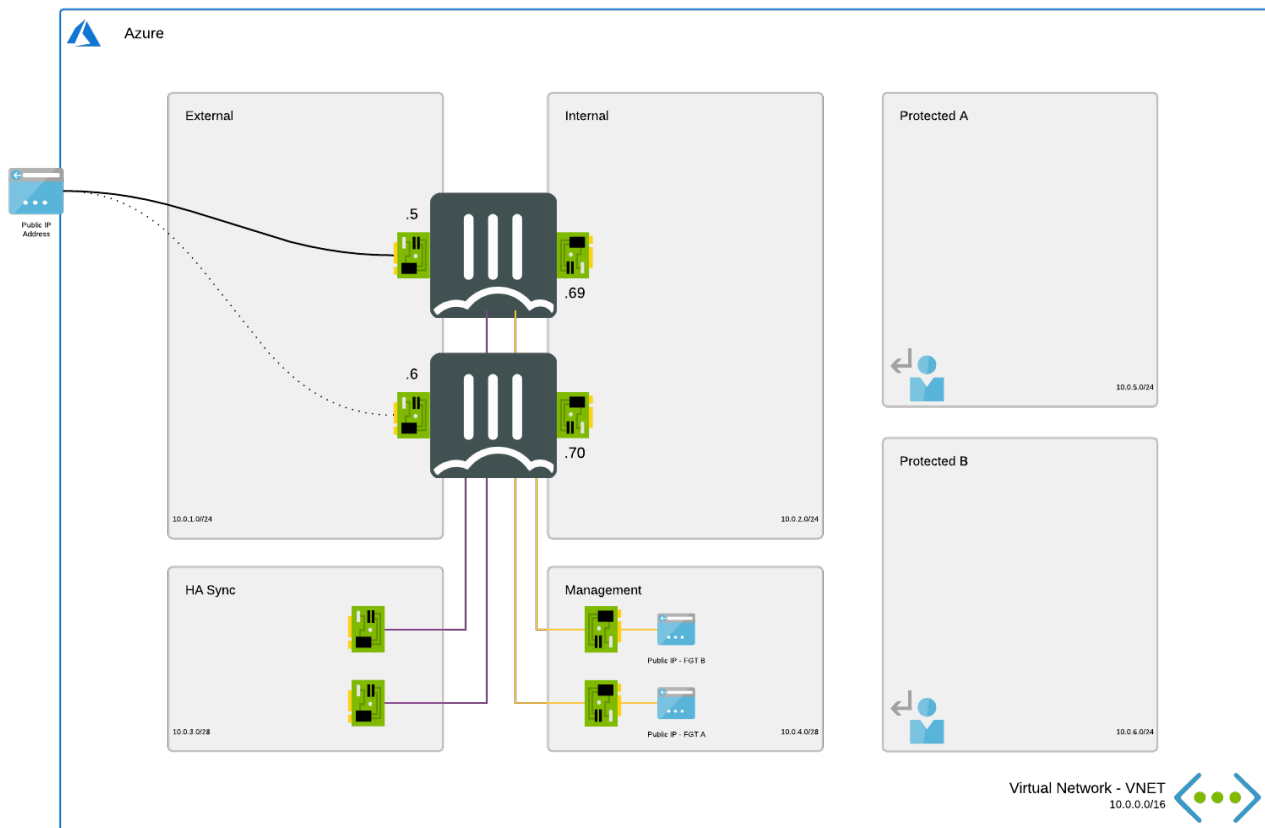 Azure
External
Internal
Protected A
Public IP
Address
.5
.69
.6
.70
10.0.5.0/24
Protected B
10.0.1.0//24
10.0.2.0/24
HA Sync
Management
Public IP - FGT B
Public IP - FGT A
10.0.3.0/28
10.0.4.0/28
10.0.6.0/24
Virtual Network - VNET
10.0.0.0/16